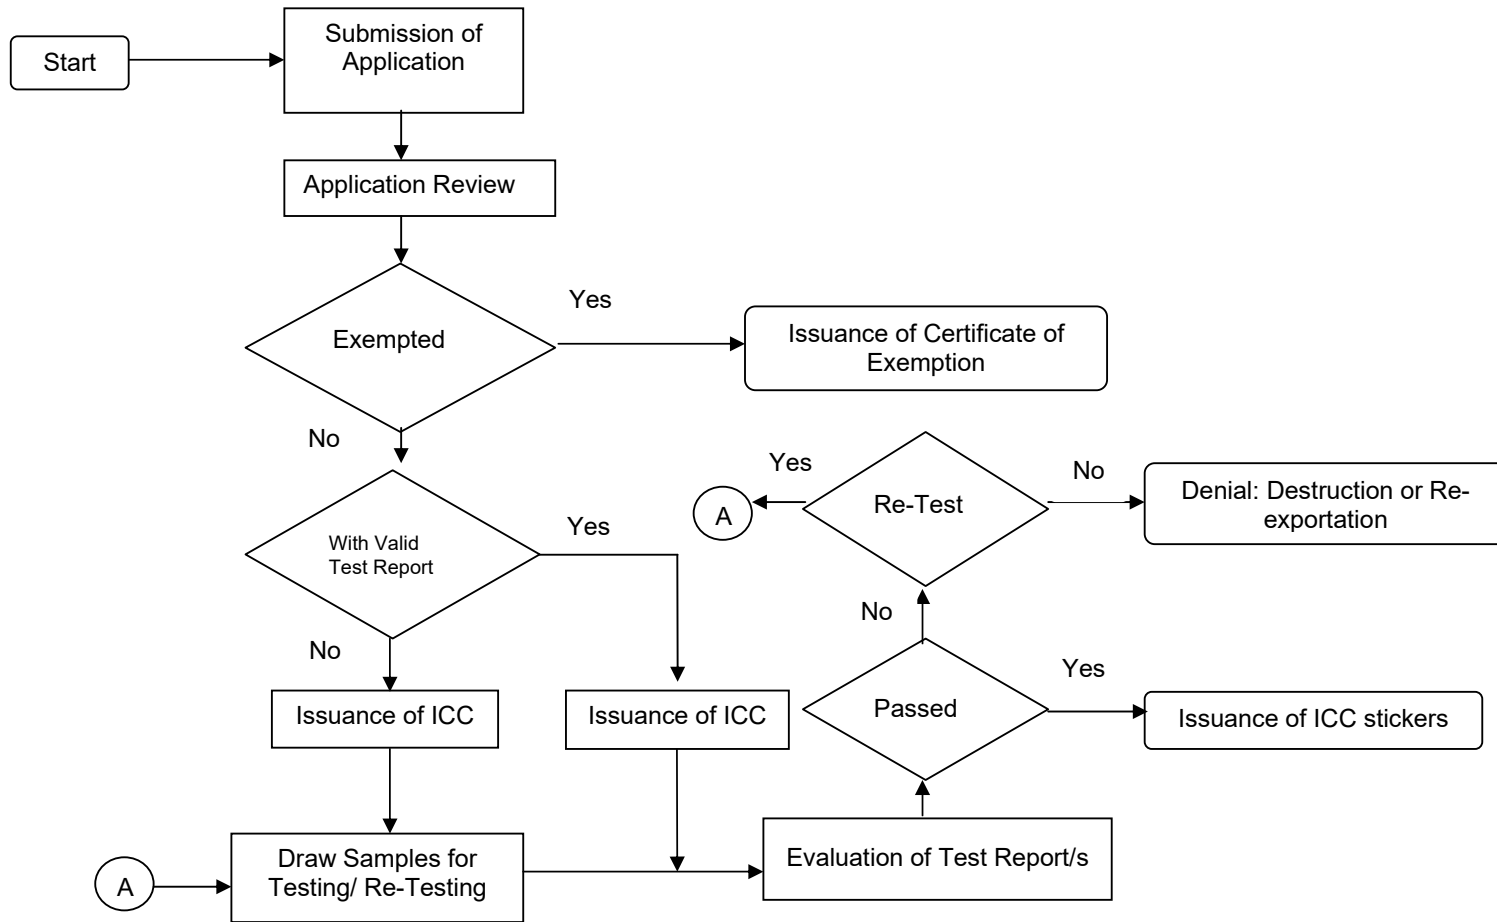 Start
Submission of
Application
Application Review
Exempted
Yes
Issuance of Certificate of
Exemption
No
With Valid
Test Report
Yes
No
Issuance of ICC
Issuance of ICC
A
Draw Samples for
Testing/ Re-Testing
Evaluation of Test Report/s
Passed
Yes
Issuance of ICC stickers
No
Re-Test
Yes
A
No
Denial: Destruction or Re-
exportation